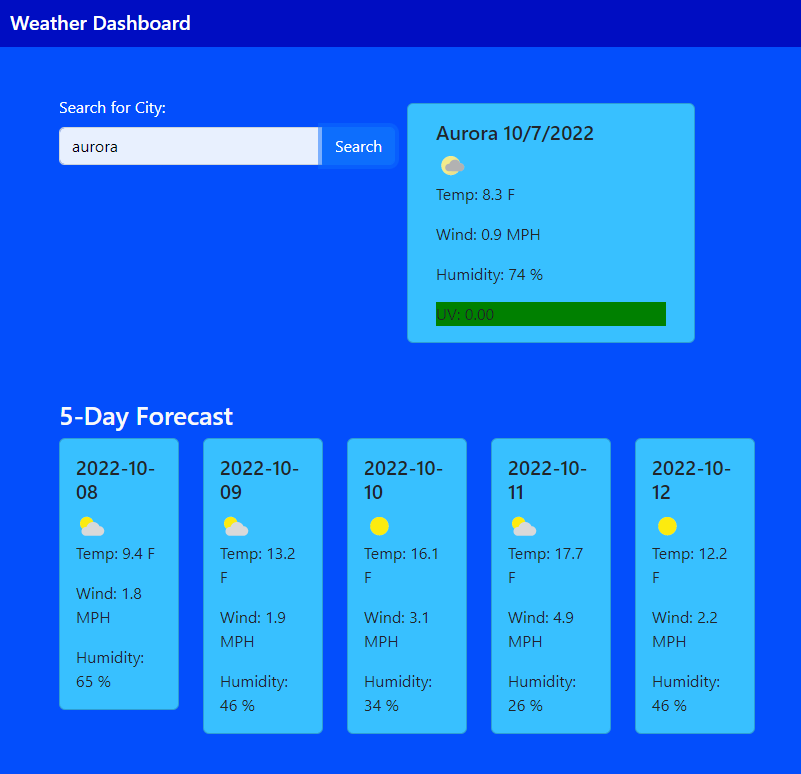 Weather Dashboard
Search for City:
aurora
Search
Aurora 10/7/2022
Temp: 8.3 F
Wind: 0.9 MPH
Humidity: 74 %
UV: 0.00
5-Day Forecast
2022-10-
08
Temp: 9.4 F
Wind: 1.8
MPH
Humidity:
65 %
2022-10-
09
Temp: 13.2
F
Wind: 1.9
MPH
Humidity:
46 %
2022-10-
10
Temp: 16.1
F
Wind: 3.1
MPH
Humidity:
34 %
2022-10-
11
Temp: 17.7
F
Wind: 4.9
MPH
Humidity:
26 %
2022-10-
12
Temp: 12.2
F
Wind: 2.2
MPH
Humidity:
46 %